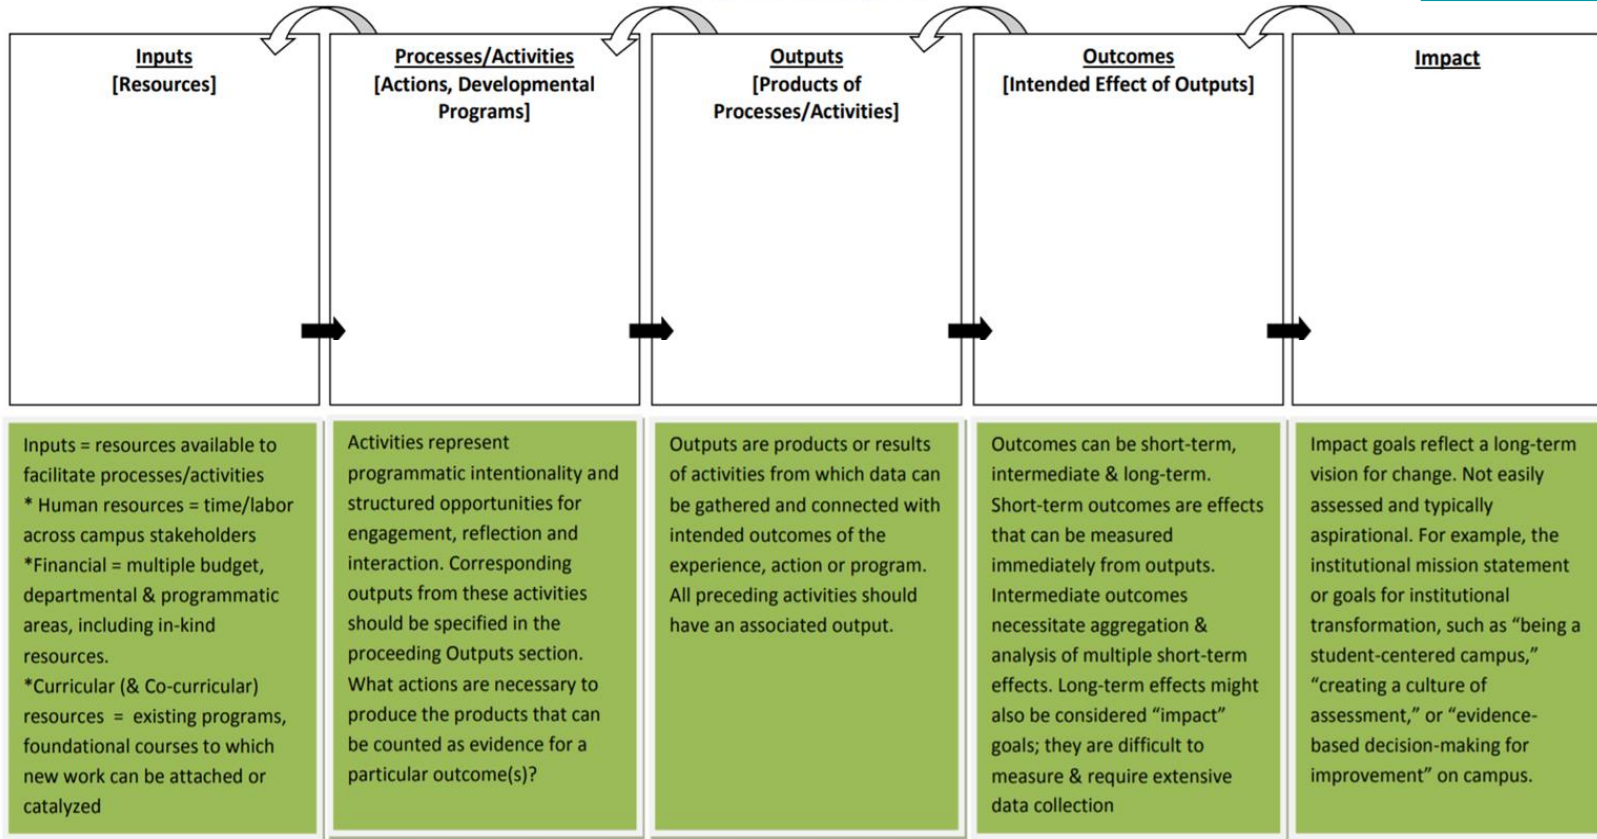 Inputs
[Resources]
Processes/Activities
[Actions, Developmental
Programs]
Outputs
[Products of
Processes/Activities]
Outcomes
[Intended Effect of Outputs]
Impact
Inputs = resources available to
facilitate processes/activities
* Human resources = time/labor
across campus stakeholders
*Financial = multiple budget,
departmental & programmatic
areas, including in-kind
resources.
*Curricular (& Co-curricular)
resources = existing programs,
foundational courses to which
new work can be attached or
catalyzed
Activities represent
programmatic intentionality and
structured opportunities for
engagement, reflection and
interaction. Corresponding
outputs from these activities
should be specified in the
proceeding Outputs section.
What actions are necessary to
produce the products that can
be counted as evidence for a
particular outcome(s)?
Outputs are products or results
of activities from which data can
be gathered and connected with
intended outcomes of the
experience, action or program.
All preceding activities should
have an associated output.
Outcomes can be short-term,
intermediate & long-term.
Short-term outcomes are effects
that can be measured
immediately from outputs.
Intermediate outcomes
necessitate aggregation &
analysis of multiple short-term
effects. Long-term effects might
also be considered “impact”
goals; they are difficult to
measure & require extensive
data collection
Impact goals reflect a long-term
vision for change. Not easily
assessed and typically
aspirational. For example, the
institutional mission statement
or goals for institutional
transformation, such as “being a
student-centered campus,”
“creating a culture of
assessment,” or “evidence-
based decision-making for
improvement” on campus.